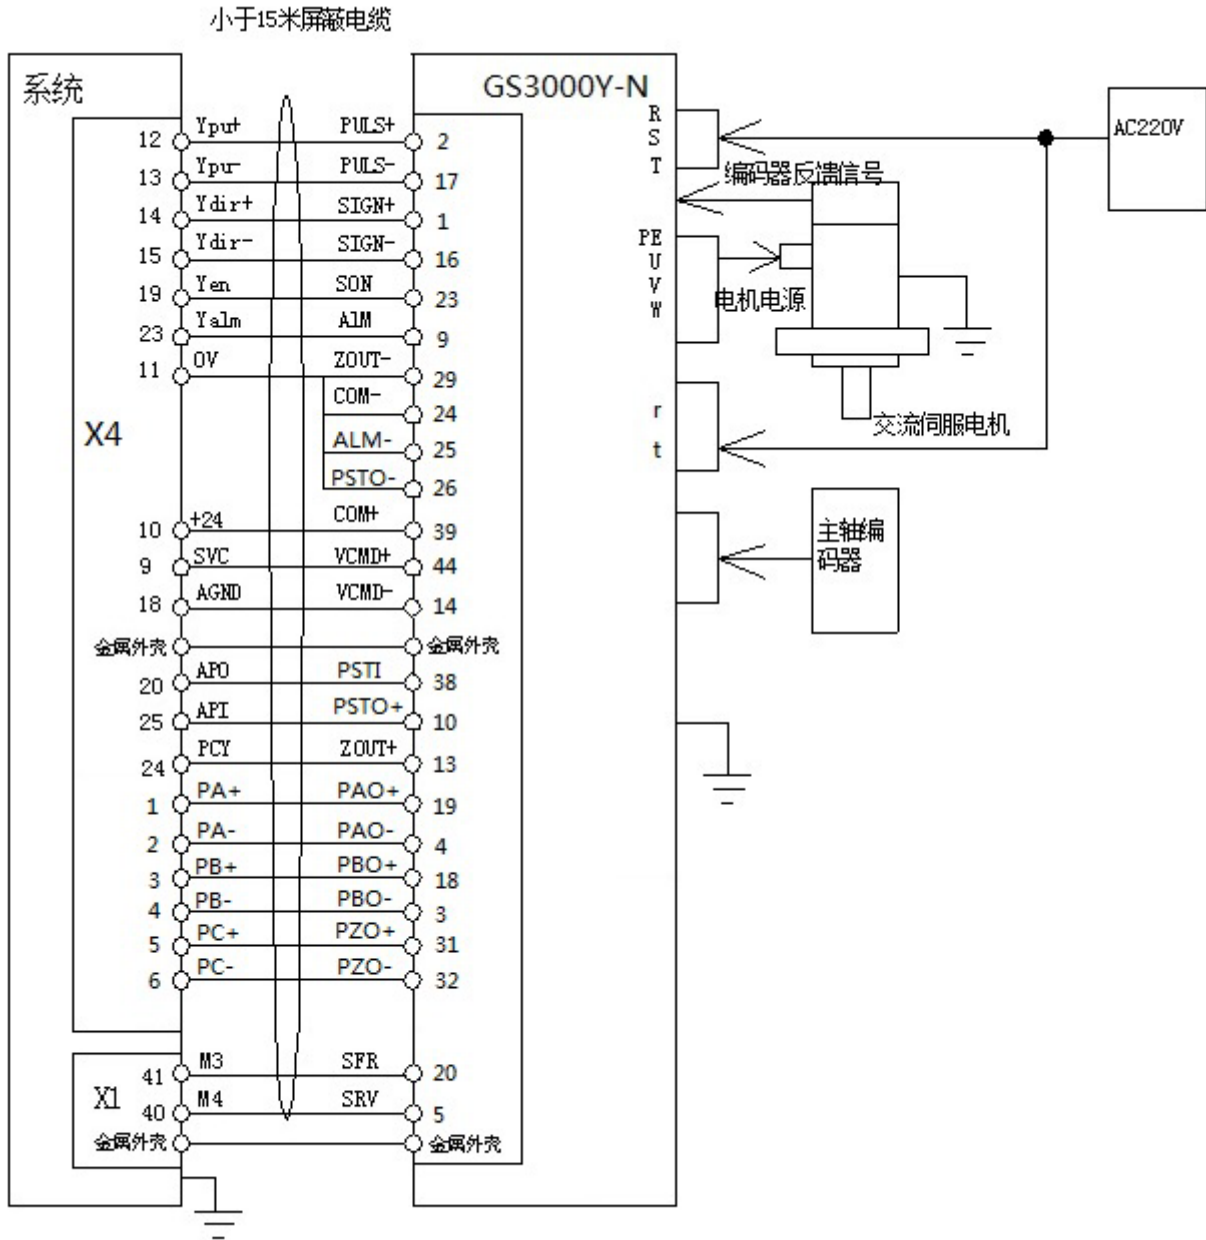 小于15米屏蔽电缆
系统
GS3000Y-N
12 Ypu+ PULS+ 2
13 Ypu- PULS- 17
14 Ydir+ SIGN+ 1
15 Ydir- SIGN- 16
19 Yen SON 23
23 Yalm AlM 9
11 0V ZOUT- 29
COM- 24
X4
ALM- 25
PSTO- 26
10 +24 COM+ 39
9 SVC VCMD+ 44
18 AGND VCMD- 14
金属外壳 金属外壳
20 APO PSTI 38
25 API PSTO+ 10
24 PCY ZOUT+ 13
1 PA+ PAO+ 19
2 PA- PAO- 4
3 PB+ PBO+ 18
4 PB- PBO- 3
5 PC+ PZO+ 31
6 PC- PZO- 32
X1
41 M3 SFR 20
40 M4 SRV 5
金属外壳 金属外壳
R
S
T
AC220V
编码器反馈信号
PE
U
V
W
电机电源
交流伺服电机
r
t
主轴编
码器